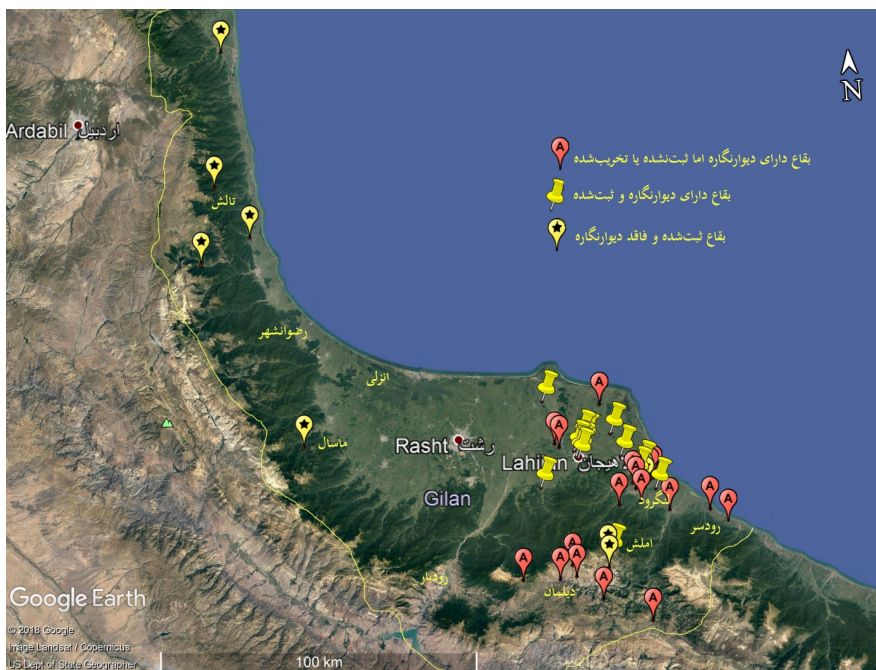 N
Ardabil اردبیل
بقاع دارای دیوارنگاره اما ثبت‌نشده یا تخریب‌شده
بقاع دارای دیوارنگاره و ثبت‌شده
بقاع ثبت‌شده و فاقد دیوارنگاره
تالش
رضوانشهر
انزلی
ماسال
Rasht رشت
Gilan
لنگرود
رودسر
املش
رودبار
دیلمان
Google Earth
© 2018 Google
Image Landsat / Copernicus
US Dept of State Geographer
100 km